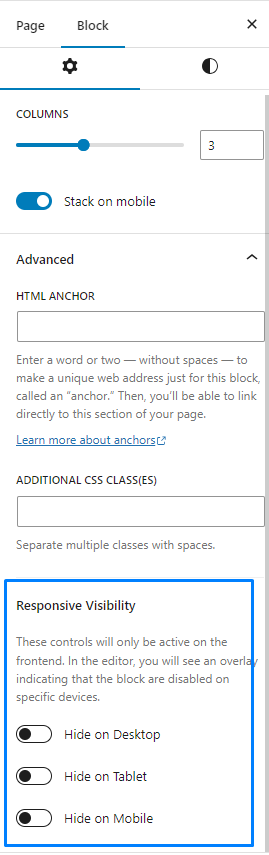 Page Block
COLUMNS
3
Stack on mobile
Advanced
HTML ANCHOR
Enter a word or two — without spaces — to
make a unique web address just for this block,
called an “anchor.” Then, you’ll be able to link
directly to this section of your page.
Learn more about anchors
ADDITIONAL CSS CLASS(ES)
Separate multiple classes with spaces.
Responsive Visibility
These controls will only be active on the
frontend. In the editor, you will see an overlay
indicating that the block are disabled on
specific devices.
Hide on Desktop
Hide on Tablet
Hide on Mobile